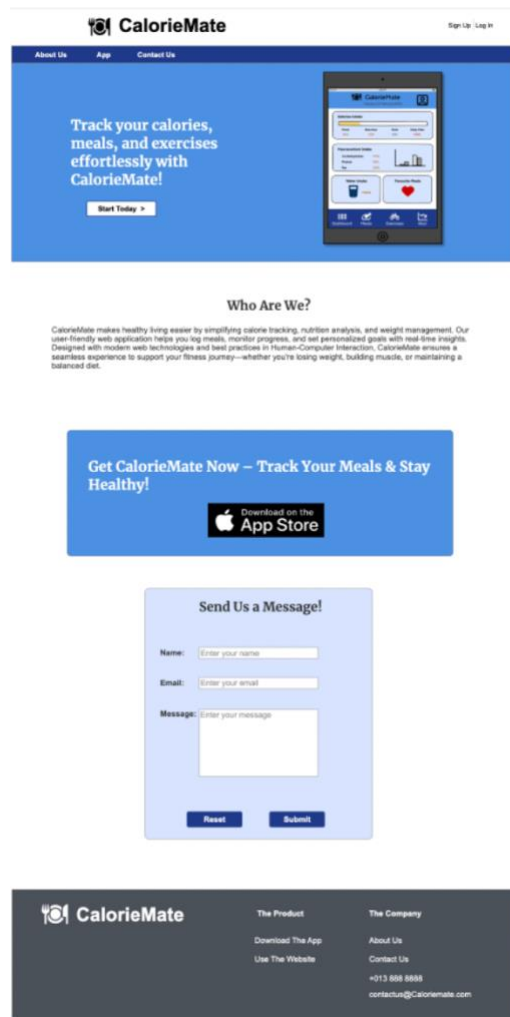 CalorieMate
Sign Up Log in
About Us App Contact Us
Track your calories,
meals, and exercises
effortlessly with
CalorieMate!
Start Today >
CalorieMate
Who Are We?
CalorieMate makes healthy living easier by simplifying calorie tracking, nutrition analysis, and weight management. Our
user-friendly web application helps you log meals, monitor progress, and set personalized goals with real-time insights.
Designed with modern web technologies and best practices in Human-Computer Interaction, CalorieMate ensures a
seamless experience to support your fitness journey—whether you're losing weight, building muscle, or maintaining a
balanced diet.
Get CalorieMate Now – Track Your Meals & Stay
Healthy!
Download on the
App Store
Send Us a Message!
Name: Enter your name
Email: Enter your email
Message: Enter your message
Reset Submit
CalorieMate
The Product The Company
Download The App About Us
Use The Website Contact Us
+013 888 8888
contactus@Caloriemate.com